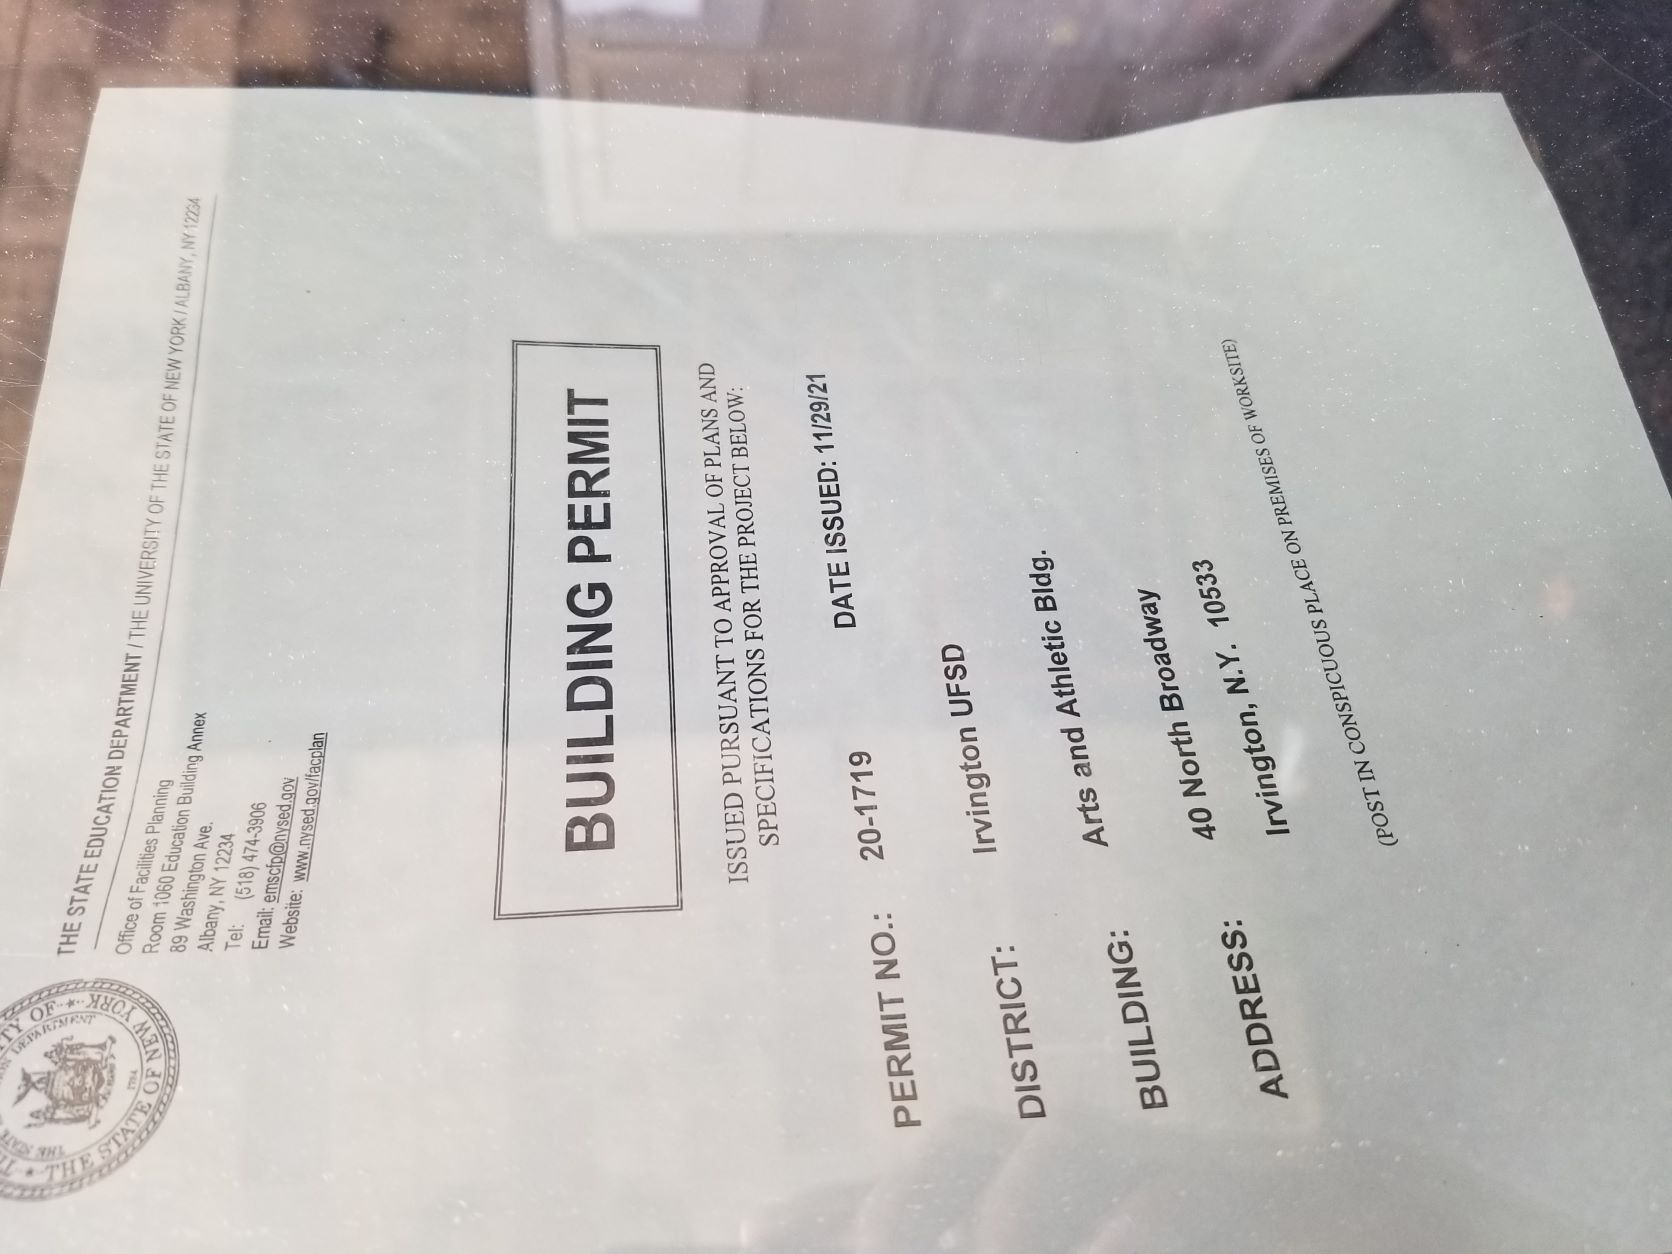 THE STATE EDUCATION DEPARTMENT / THE UNIVERSITY OF THE STATE OF NEW YORK / ALBANY, NY 12234
Office of Facilities Planning
Room 1060 Education Building Annex
89 Washington Ave.
Albany, NY 12234
Tel: (518) 474-3906
Email: emscfp@nysed.gov
Website: www.nysed.gov/facplan
THE STATE OF NEW YORK
BUILDING PERMIT
ISSUED PURSUANT TO APPROVAL OF PLANS AND
SPECIFICATIONS FOR THE PROJECT BELOW:
PERMIT NO.: 20-1719 DATE ISSUED: 11/29/21
DISTRICT: Irvington UFSD
BUILDING: Arts and Athletic Bldg.
ADDRESS: 40 North Broadway
Irvington, N.Y. 10533
(POST IN CONSPICUOUS PLACE ON PREMISES OF WORKSITE)